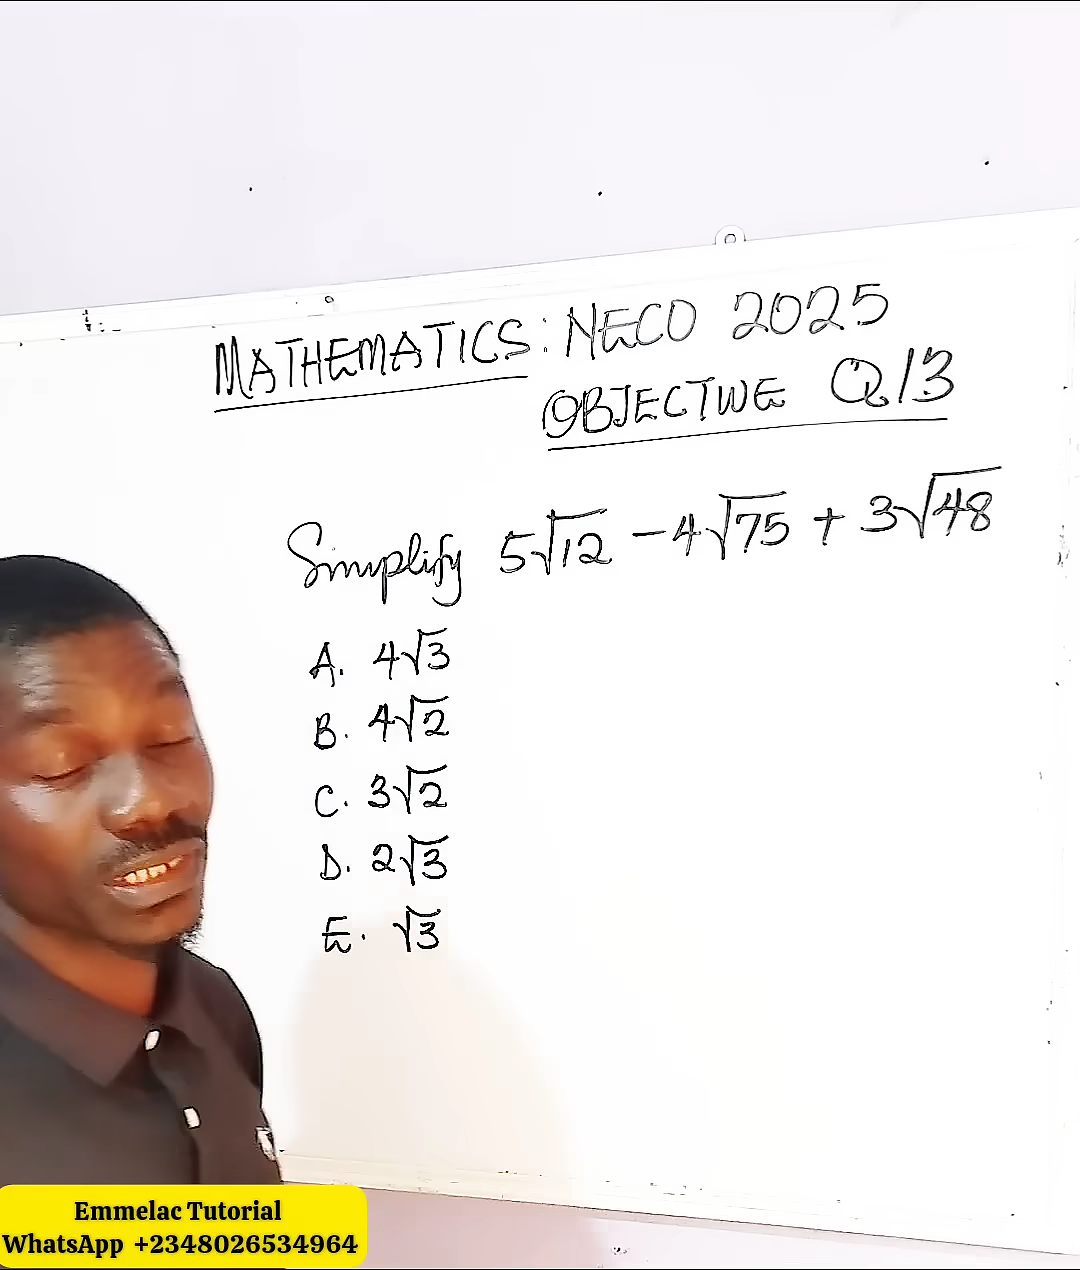 MATHEMATICS: NECO 2025
OBJECTIVE Q13
Simplify 5√12 - 4√75 + 3√48
A. 4√3
B. 4√2
C. 3√2
D. 2√3
E. √3
Emmelac Tutorial
WhatsApp +2348026534964